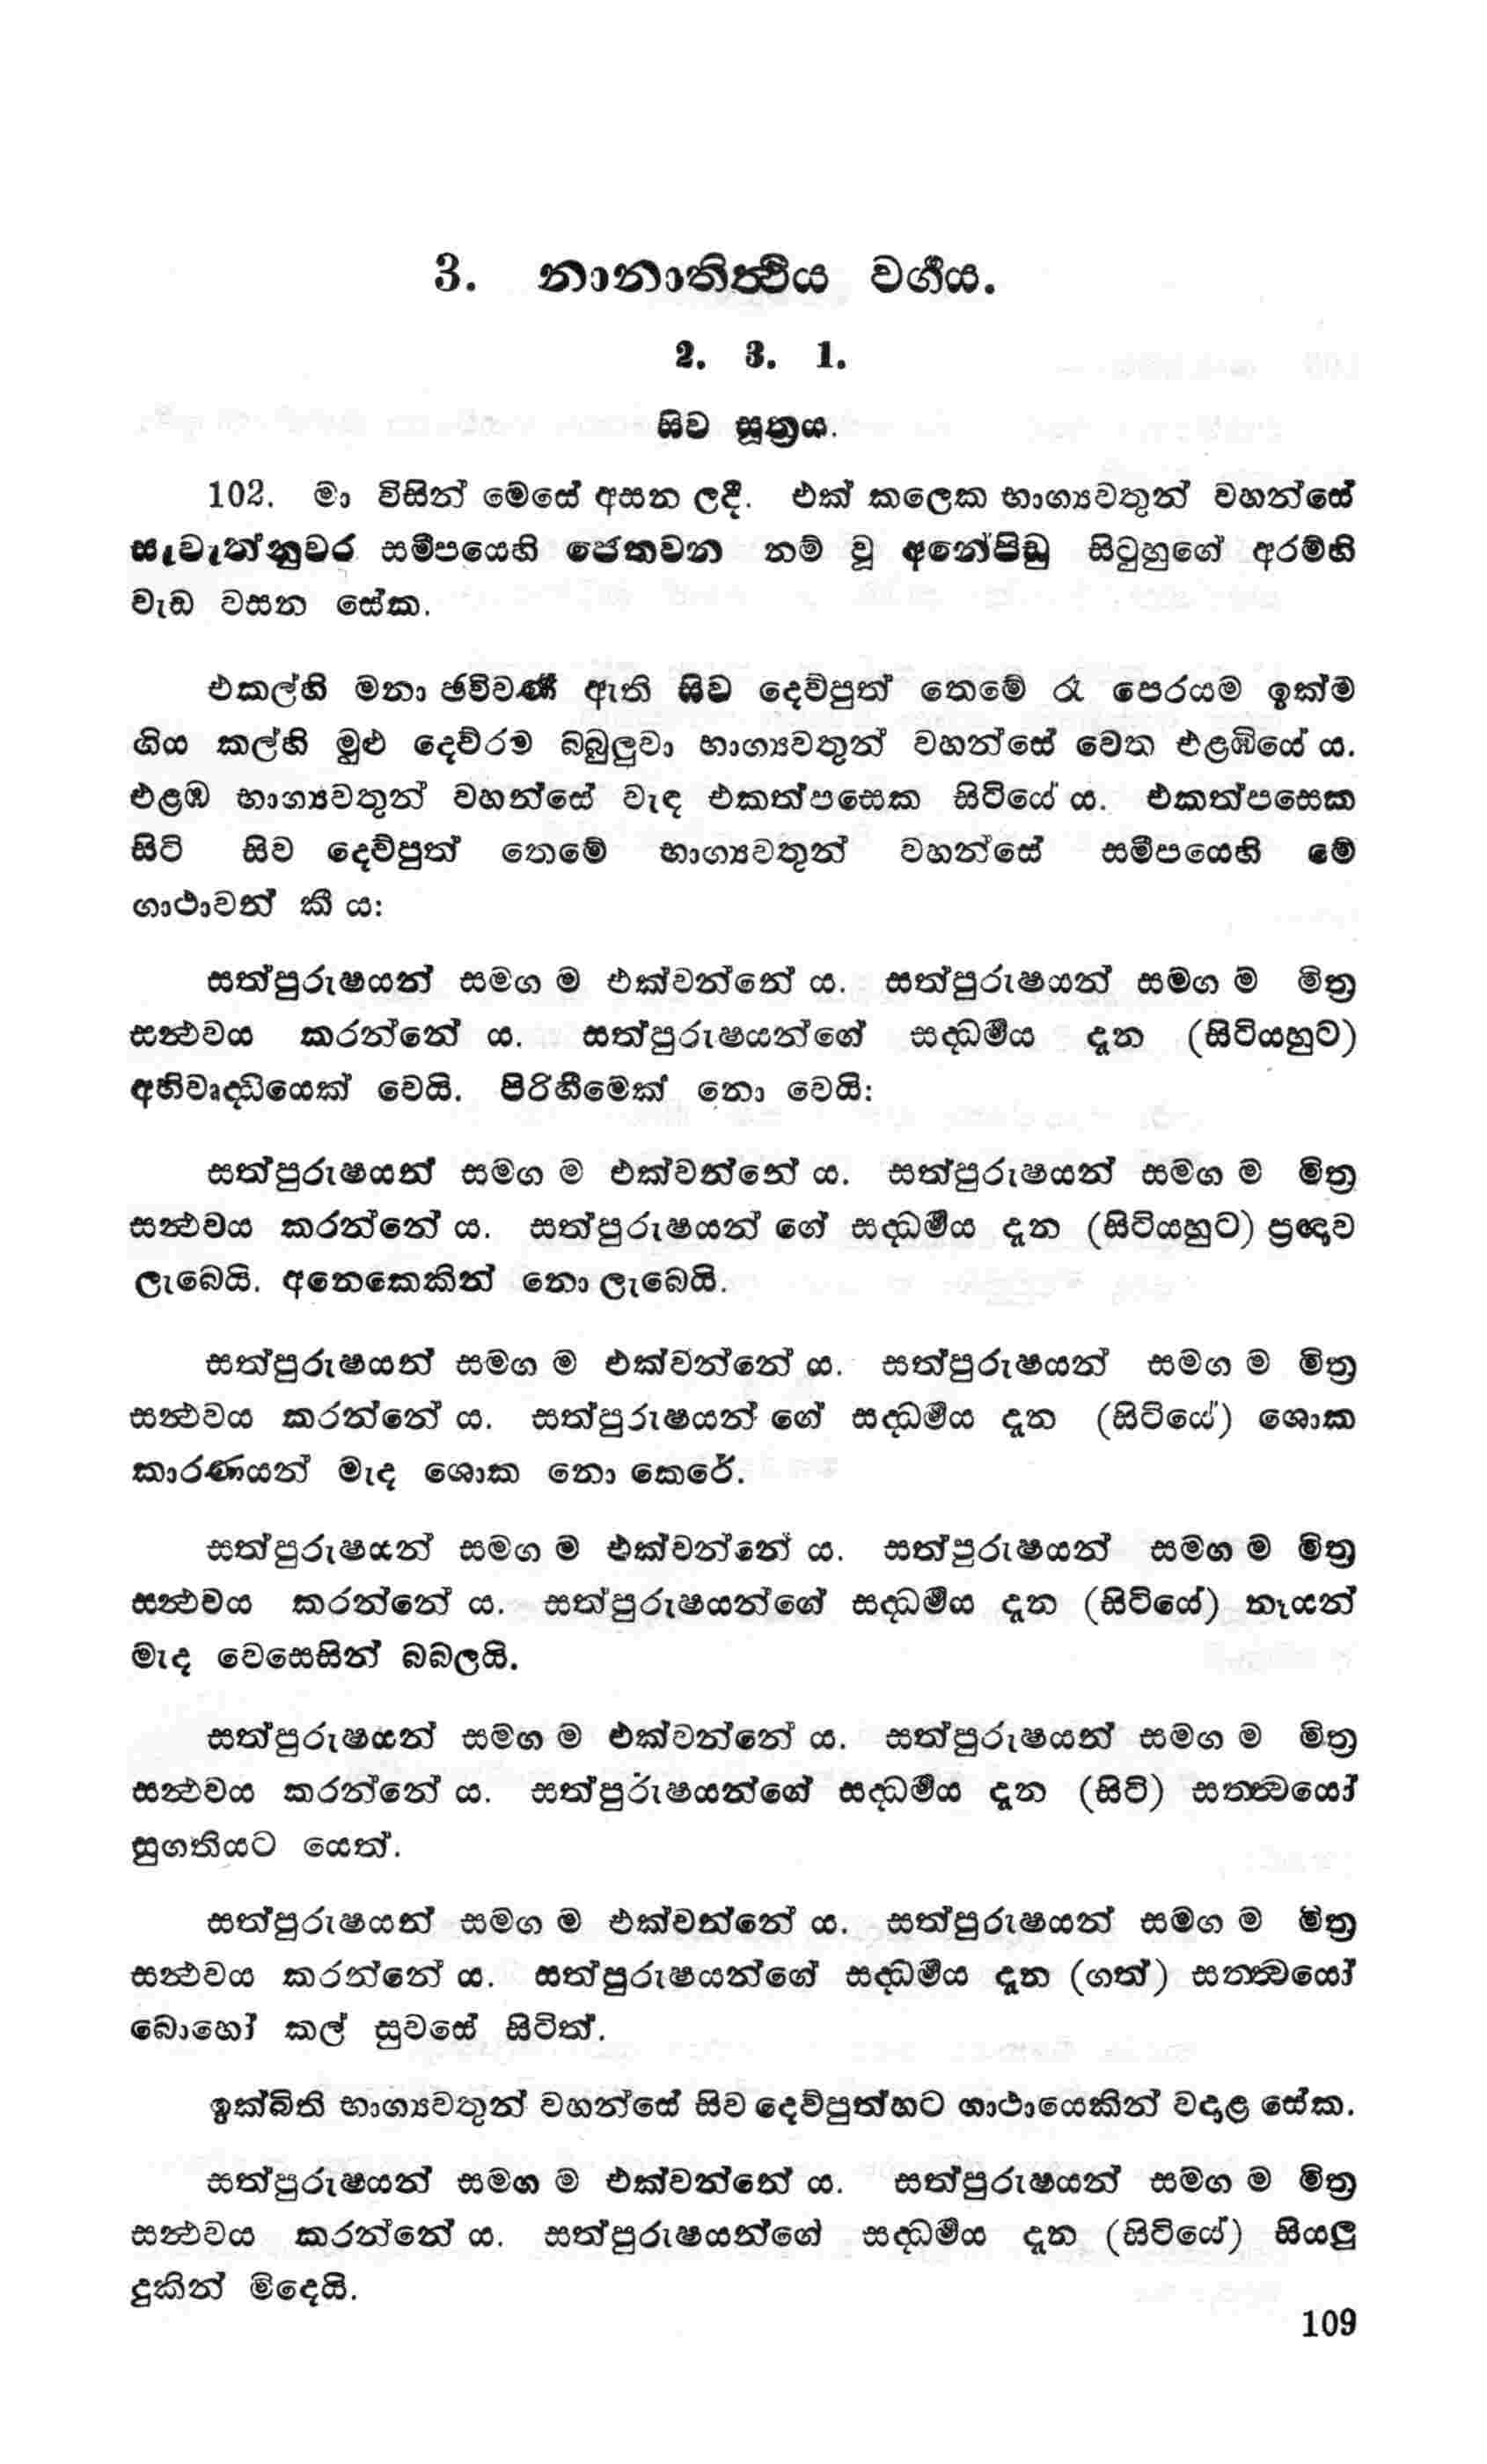 3. නානාතිත්‍ථිය වර්‍ගය.
2. 3. 1.
සිව සූත්‍රය.
102. මා විසින් මෙසේ අසන ලදී. එක් කලෙක භාග්‍යවතුන් වහන්සේ
සැවැත්නුවර සමීපයෙහි ජෙතවන නම් වූ අනේපිඬු සිටුහුගේ අරම්හි
වැඩ වසන සේක.
එකල්හි මනා ඡවිවර්‍ණ ඇති සිව දෙව්පුත් තෙමේ රෑ පෙරයම ඉක්ම
ගිය කල්හි මුළු දෙව්රම බබුලුවා භාග්‍යවතුන් වහන්සේ වෙත එළඹියේ ය.
එළඹ භාග්‍යවතුන් වහන්සේ වැඳ එකත්පසෙක සිටියේ ය. එකත්පසෙක
සිටි සිව දෙව්පුත් තෙමේ භාග්‍යවතුන් වහන්සේ සමීපයෙහි මේ
ගාථාවන් කී ය:
සත්පුරුෂයන් සමග ම එක්වන්නේ ය. සත්පුරුෂයන් සමග ම මිත්‍ර
සන්‍ථවය කරන්නේ ය. සත්පුරුෂයන්ගේ සද්‍ධර්‍මය දැන (සිටියහුට)
අභිවෘද්‍ධියෙක් වෙයි. පිරිහීමෙක් නො වෙයි:
සත්පුරුෂයන් සමග ම එක්වන්නේ ය. සත්පුරුෂයන් සමග ම මිත්‍ර
සන්‍ථවය කරන්නේ ය. සත්පුරුෂයන් ගේ සද්‍ධර්‍මය දැන (සිටියහුට) ප්‍රඥාව
ලැබෙයි. අනෙකෙකින් නො ලැබෙයි.
සත්පුරුෂයන් සමග ම එක්වන්නේ ය. සත්පුරුෂයන් සමග ම මිත්‍ර
සන්‍ථවය කරන්නේ ය. සත්පුරුෂයන් ගේ සද්‍ධර්‍මය දැන (සිටියේ) ශොක
කාරණයන් මැද ශොක නො කෙරේ.
සත්පුරුෂයන් සමග ම එක්වන්නේ ය. සත්පුරුෂයන් සමග ම මිත්‍ර
සන්‍ථවය කරන්නේ ය. සත්පුරුෂයන්ගේ සද්‍ධර්‍මය දැන (සිටියේ) නෑයන්
මැද වෙසෙසින් බබලයි.
සත්පුරුෂයන් සමග ම එක්වන්නේ ය. සත්පුරුෂයන් සමග ම මිත්‍ර
සන්‍ථවය කරන්නේ ය. සත්පුරුෂයන්ගේ සද්‍ධර්‍මය දැන (සිටි) සත්ත්‍වයෝ
සුගතියට යෙත්.
සත්පුරුෂයන් සමග ම එක්වන්නේ ය. සත්පුරුෂයන් සමග ම මිත්‍ර
සන්‍ථවය කරන්නේ ය. සත්පුරුෂයන්ගේ සද්‍ධර්‍මය දැන (ගත්) සත්ත්‍වයෝ
බොහෝ කල් සුවසේ සිටිත්.
ඉක්බිති භාග්‍යවතුන් වහන්සේ සිව දෙව්පුත්හට ගාථායෙකින් වදළ සේක.
සත්පුරුෂයන් සමග ම එක්වන්නේ ය. සත්පුරුෂයන් සමග ම මිත්‍ර
සන්‍ථවය කරන්නේ ය. සත්පුරුෂයන්ගේ සද්‍ධර්‍මය දැන (සිටියේ) සියලු
දුකින් මිදෙයි.
109